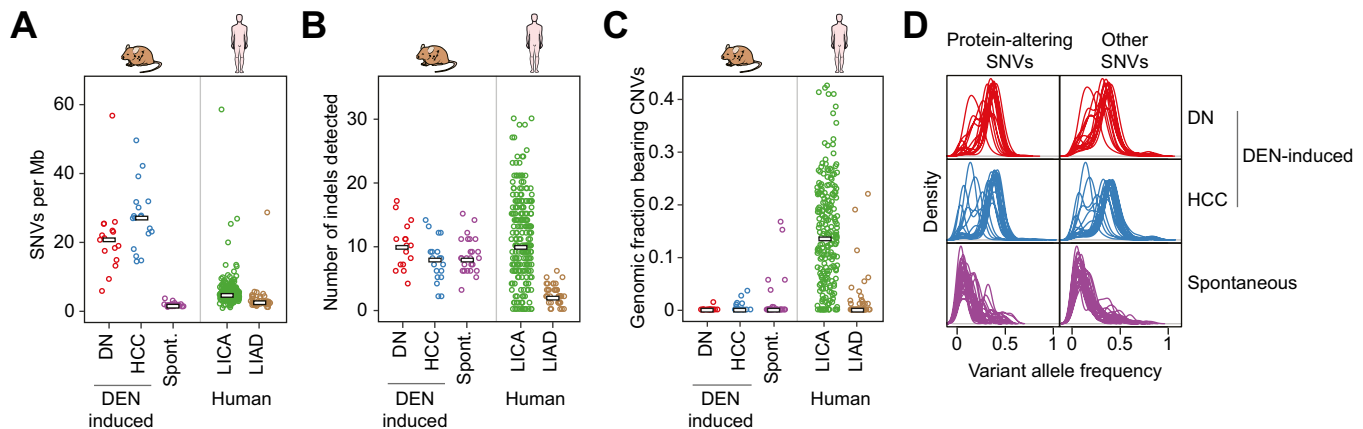 A
SNVs per Mb
60
40
20
0
DN
HCC
Spont.
LICA
LIAD
DEN
induced
Human
B
Number of indels detected
30
20
10
0
DN
HCC
Spont.
LICA
LIAD
DEN
induced
Human
C
Genomic fraction bearing CNVs
0.4
0.3
0.2
0.1
0
DN
HCC
Spont.
LICA
LIAD
DEN
induced
Human
D
Protein-altering
SNVs
Other
SNVs
Density
DN
HCC
DEN-induced
Spontaneous
0
0.5
1
0
0.5
1
Variant allele frequency